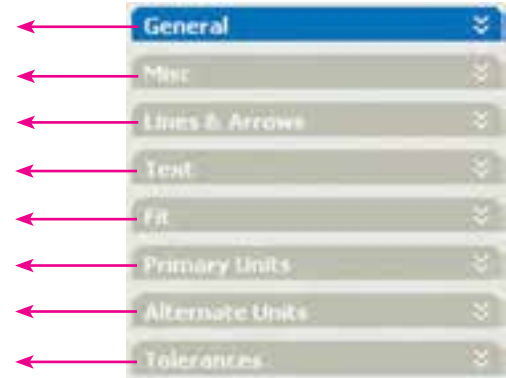 General
Misc
Lines & Arrows
Text
Fit
Primary Units
Alternate Units
Tolerances